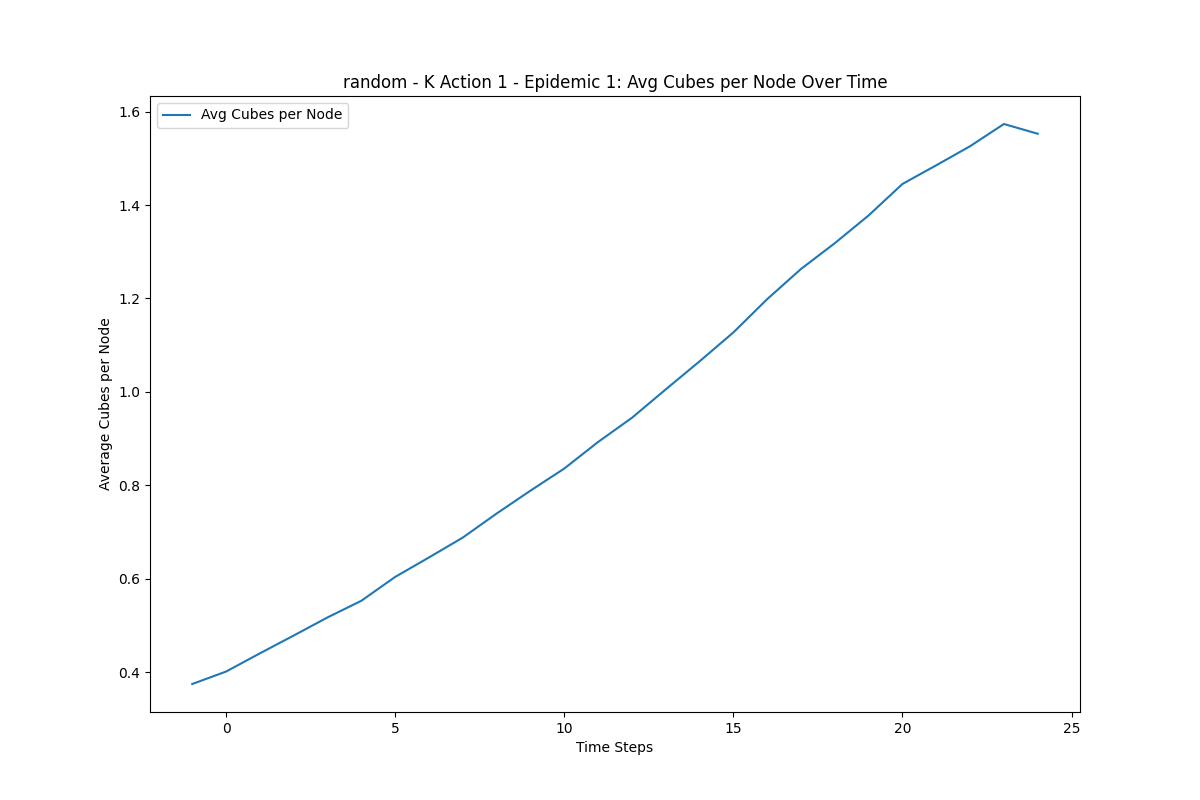 random - K Action 1 - Epidemic 1: Avg Cubes per Node Over Time
Avg Cubes per Node
1.6
1.4
1.2
1.0
0.8
0.6
0.4
Average Cubes per Node
0 5 10 15 20 25
Time Steps